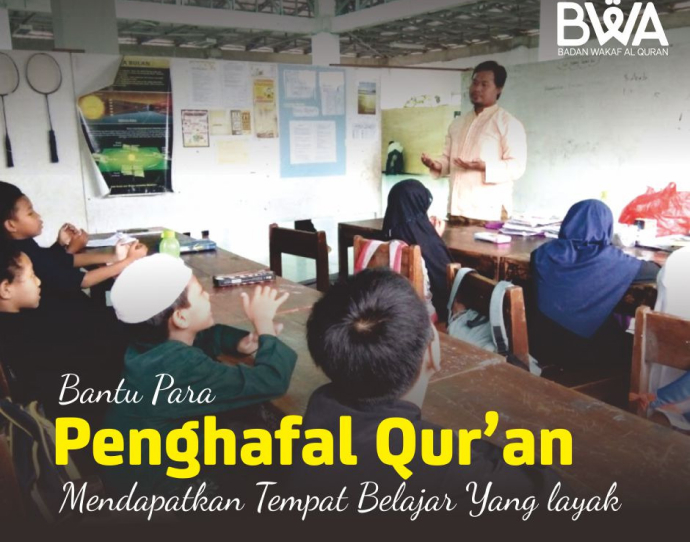 BWA
BADAN WAKAF AL QURAN
Bantu Para
Penghafal Qur'an
Mendapatkan Tempat Belajar Yang layak